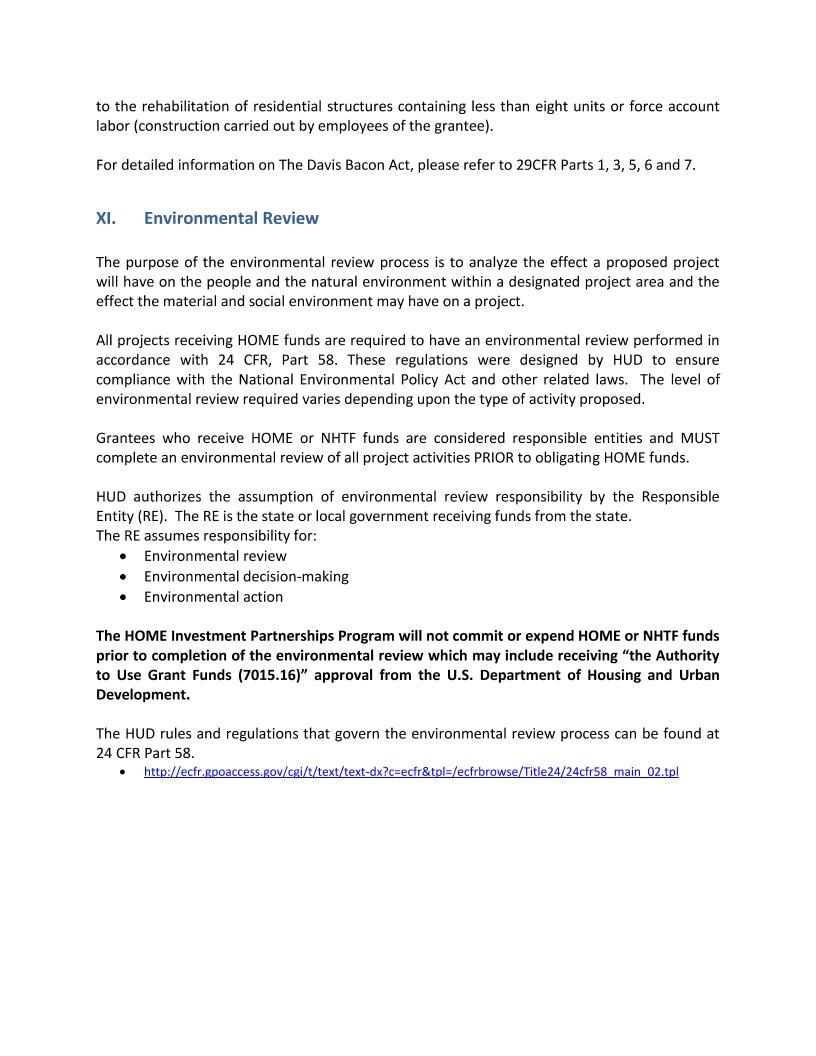 to the rehabilitation of residential structures containing less than eight units or force account
labor (construction carried out by employees of the grantee).
For detailed information on The Davis Bacon Act, please refer to 29CFR Parts 1, 3, 5, 6 and 7.
XI. Environmental Review
The purpose of the environmental review process is to analyze the effect a proposed project
will have on the people and the natural environment within a designated project area and the
effect the material and social environment may have on a project.
All projects receiving HOME funds are required to have an environmental review performed in
accordance with 24 CFR, Part 58. These regulations were designed by HUD to ensure
compliance with the National Environmental Policy Act and other related laws. The level of
environmental review required varies depending upon the type of activity proposed.
Grantees who receive HOME or NHTF funds are considered responsible entities and MUST
complete an environmental review of all project activities PRIOR to obligating HOME funds.
HUD authorizes the assumption of environmental review responsibility by the Responsible
Entity (RE). The RE is the state or local government receiving funds from the state.
The RE assumes responsibility for:
• Environmental review
• Environmental decision-making
• Environmental action
The HOME Investment Partnerships Program will not commit or expend HOME or NHTF funds
prior to completion of the environmental review which may include receiving “the Authority
to Use Grant Funds (7015.16)” approval from the U.S. Department of Housing and Urban
Development.
The HUD rules and regulations that govern the environmental review process can be found at
24 CFR Part 58.
• http://ecfr.gpoaccess.gov/cgi/t/text/text-dx?c=ecfr&tpl=/ecfrbrowse/Title24/24cfr58_main_02.tpl